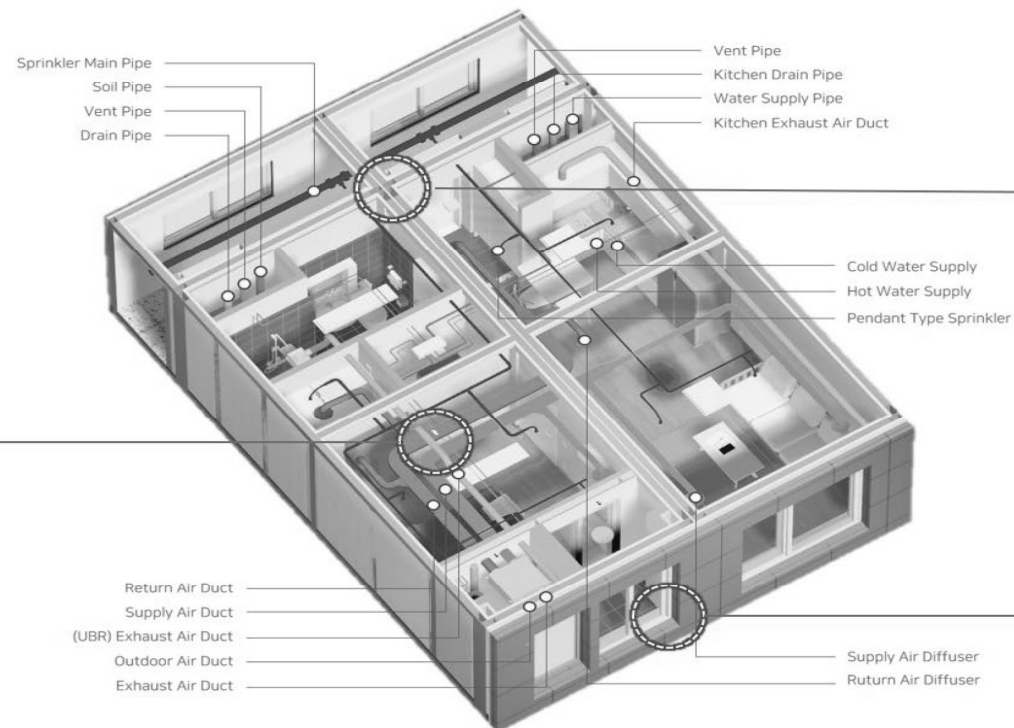 Sprinkler Main Pipe
Soil Pipe
Vent Pipe
Drain Pipe
Vent Pipe
Kitchen Drain Pipe
Water Supply Pipe
Kitchen Exhaust Air Duct
Cold Water Supply
Hot Water Supply
Pendant Type Sprinkler
Return Air Duct
Supply Air Duct
(UBR) Exhaust Air Duct
Outdoor Air Duct
Exhaust Air Duct
Supply Air Diffuser
Ruturn Air Diffuser